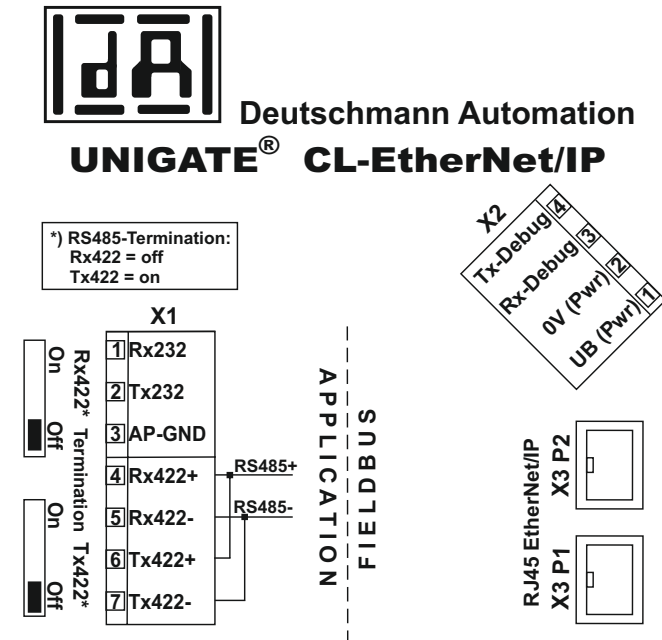 dA
Deutschmann Automation
UNIGATE® CL-EtherNet/IP
*) RS485-Termination:
Rx422 = off
Tx422 = on
X2
Tx-Debug 4
Rx-Debug 3
0V (Pwr) 2
UB (Pwr) 1
X1
1 Rx232
2 Tx232
3 AP-GND
4 Rx422+
5 Rx422-
6 Tx422+
7 Tx422-
RS485+
RS485-
On Off
Rx422* Termination Tx422*
On Off
APPLICATION
FIELDBUS
RJ45 EtherNet/IP
X3 P2
X3 P1